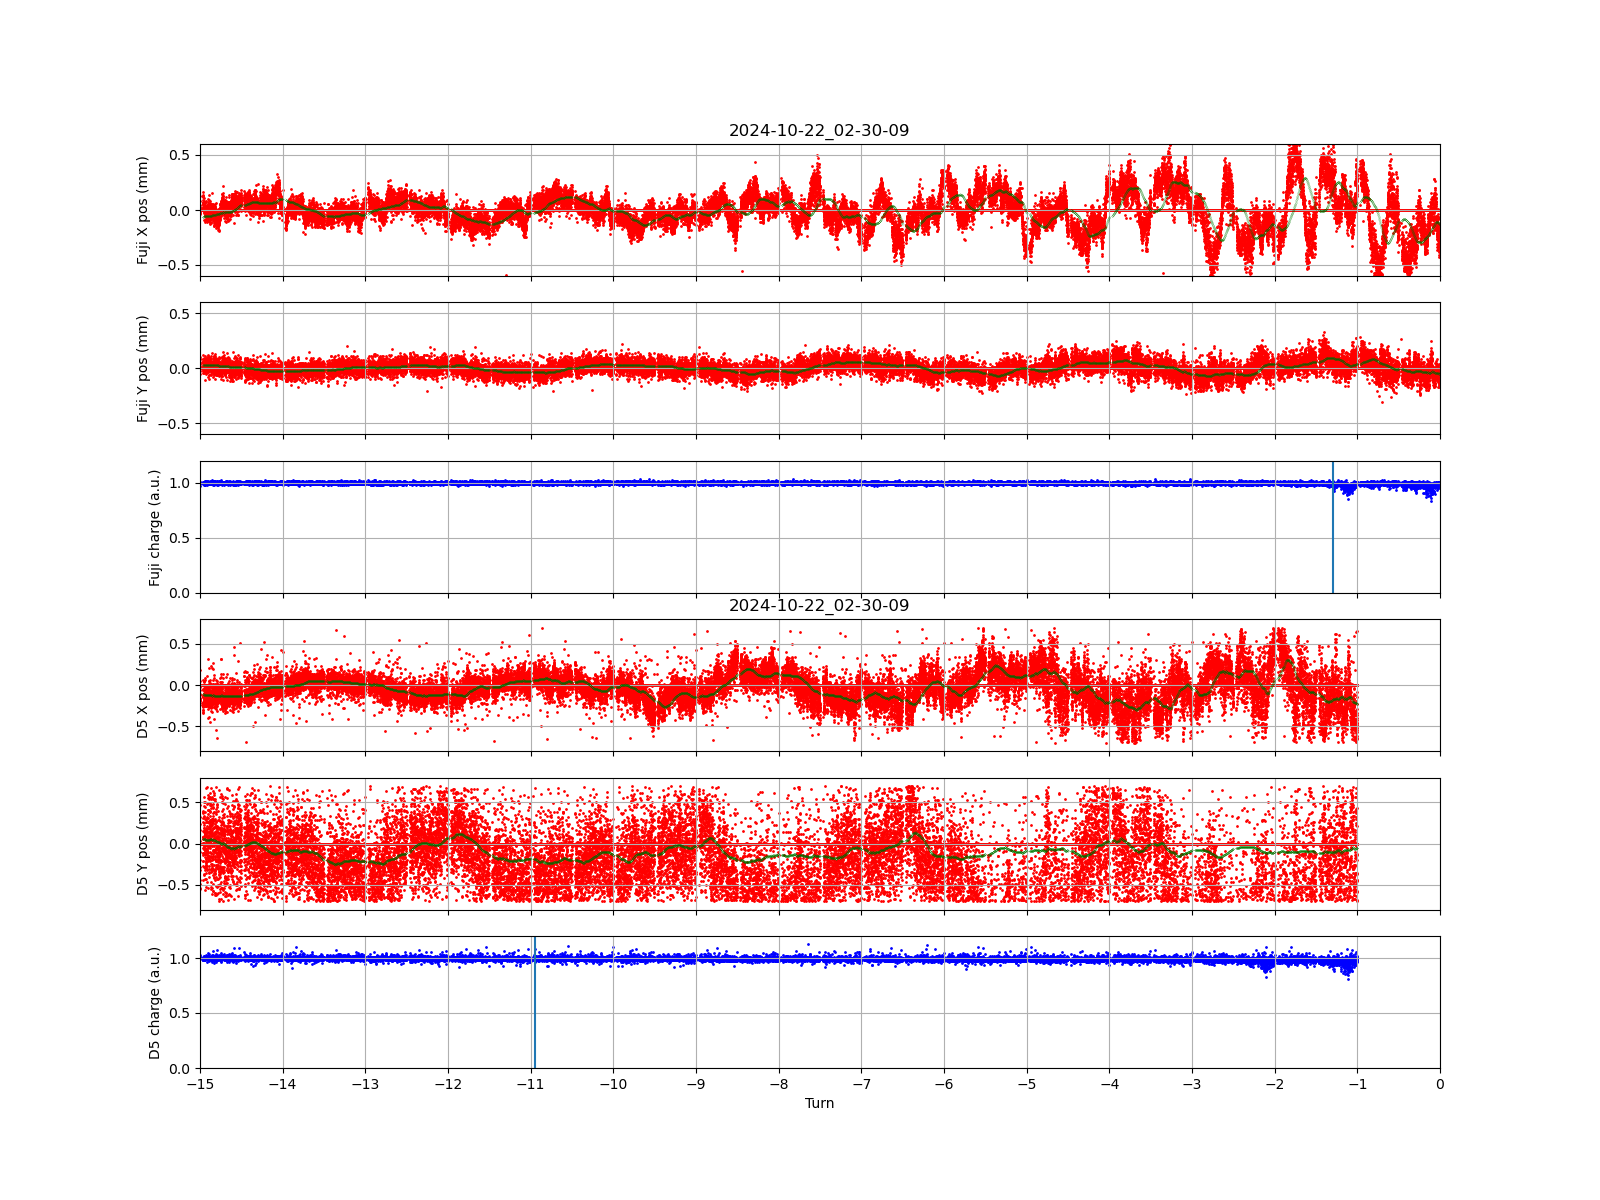 2024-10-22_02-30-09
Fuji X pos (mm)
0.5
0.0
−0.5
Fuji Y pos (mm)
0.5
0.0
−0.5
Fuji charge (a.u.)
1.0
0.5
0.0
2024-10-22_02-30-09
D5 X pos (mm)
0.5
0.0
−0.5
D5 Y pos (mm)
0.5
0.0
−0.5
D5 charge (a.u.)
1.0
0.5
0.0
−15 −14 −13 −12 −11 −10 −9 −8 −7 −6 −5 −4 −3 −2 −1 0
Turn